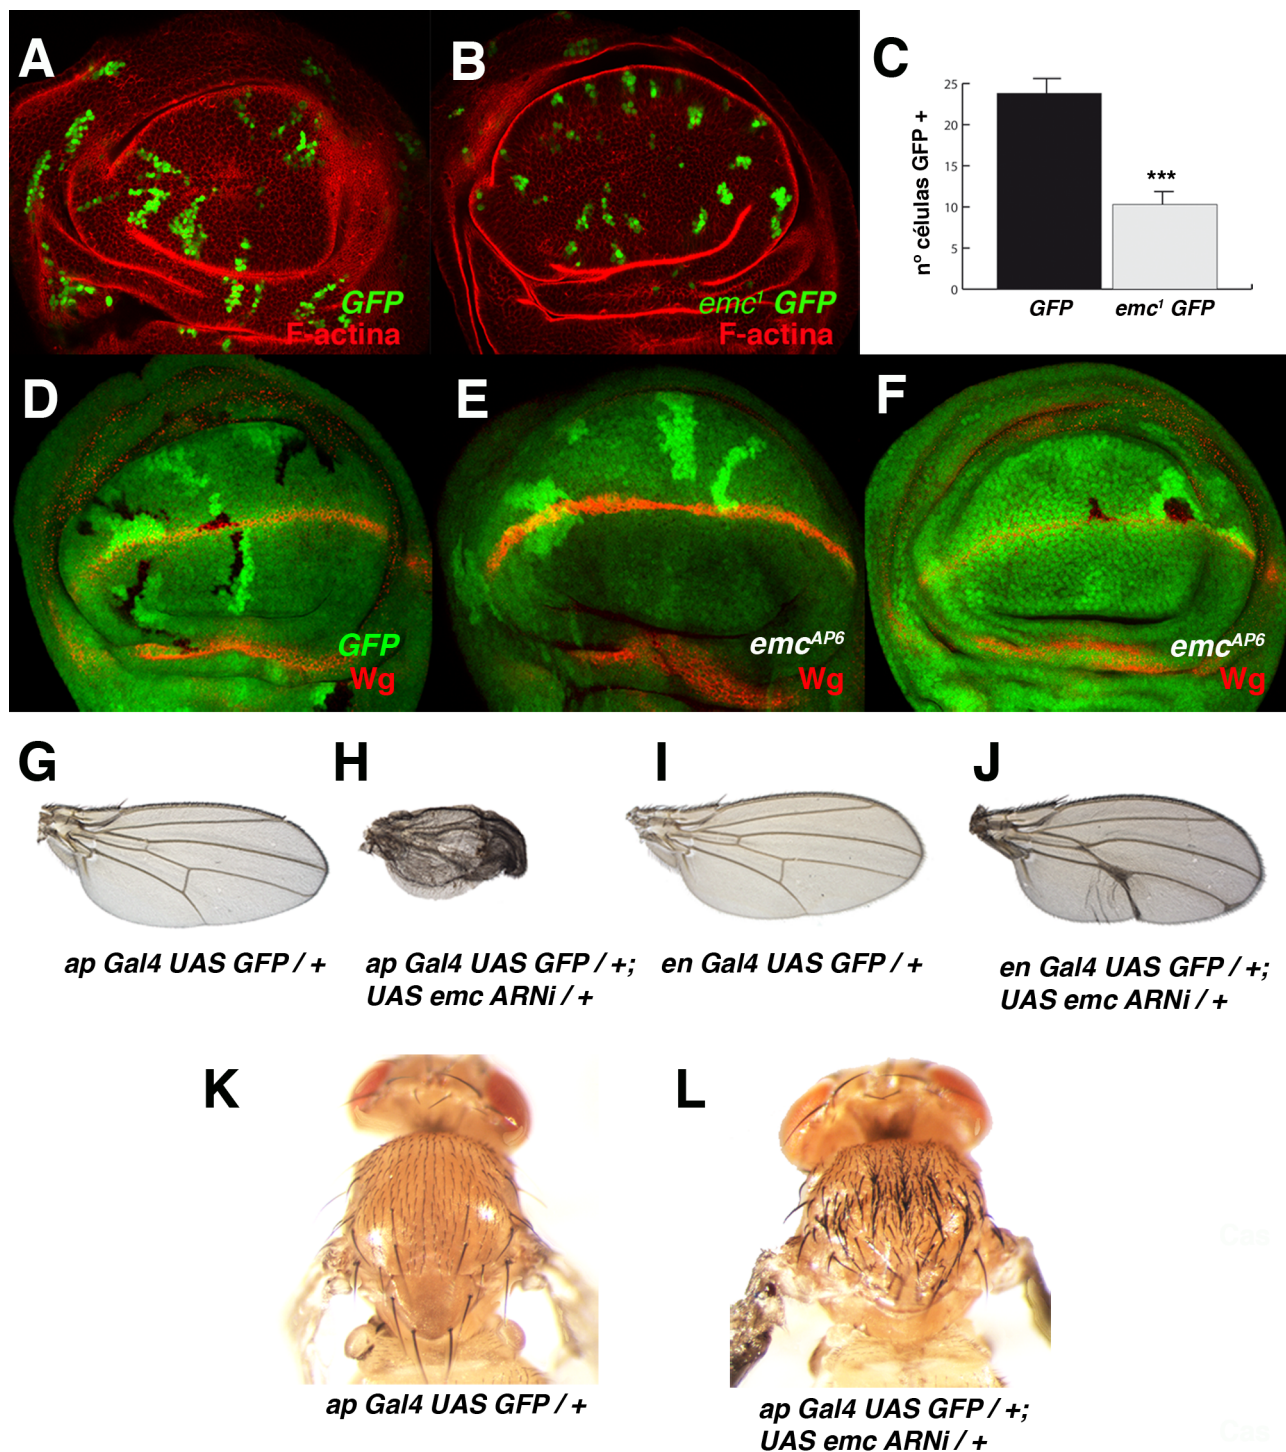 A
B
C
GFP
F-actina
emc¹ GFP
F-actina
nº células GFP +
25
20
15
10
5
0
***
GFP
emc¹ GFP
D
E
F
GFP
Wg
emcᴬᴾ⁶
Wg
emcᴬᴾ⁶
Wg
G
H
I
J
ap Gal4 UAS GFP / +
ap Gal4 UAS GFP / +;
UAS emc ARNi / +
en Gal4 UAS GFP / +
en Gal4 UAS GFP / +;
UAS emc ARNi / +
K
L
ap Gal4 UAS GFP / +
ap Gal4 UAS GFP / +;
UAS emc ARNi / +
Cas
Cas